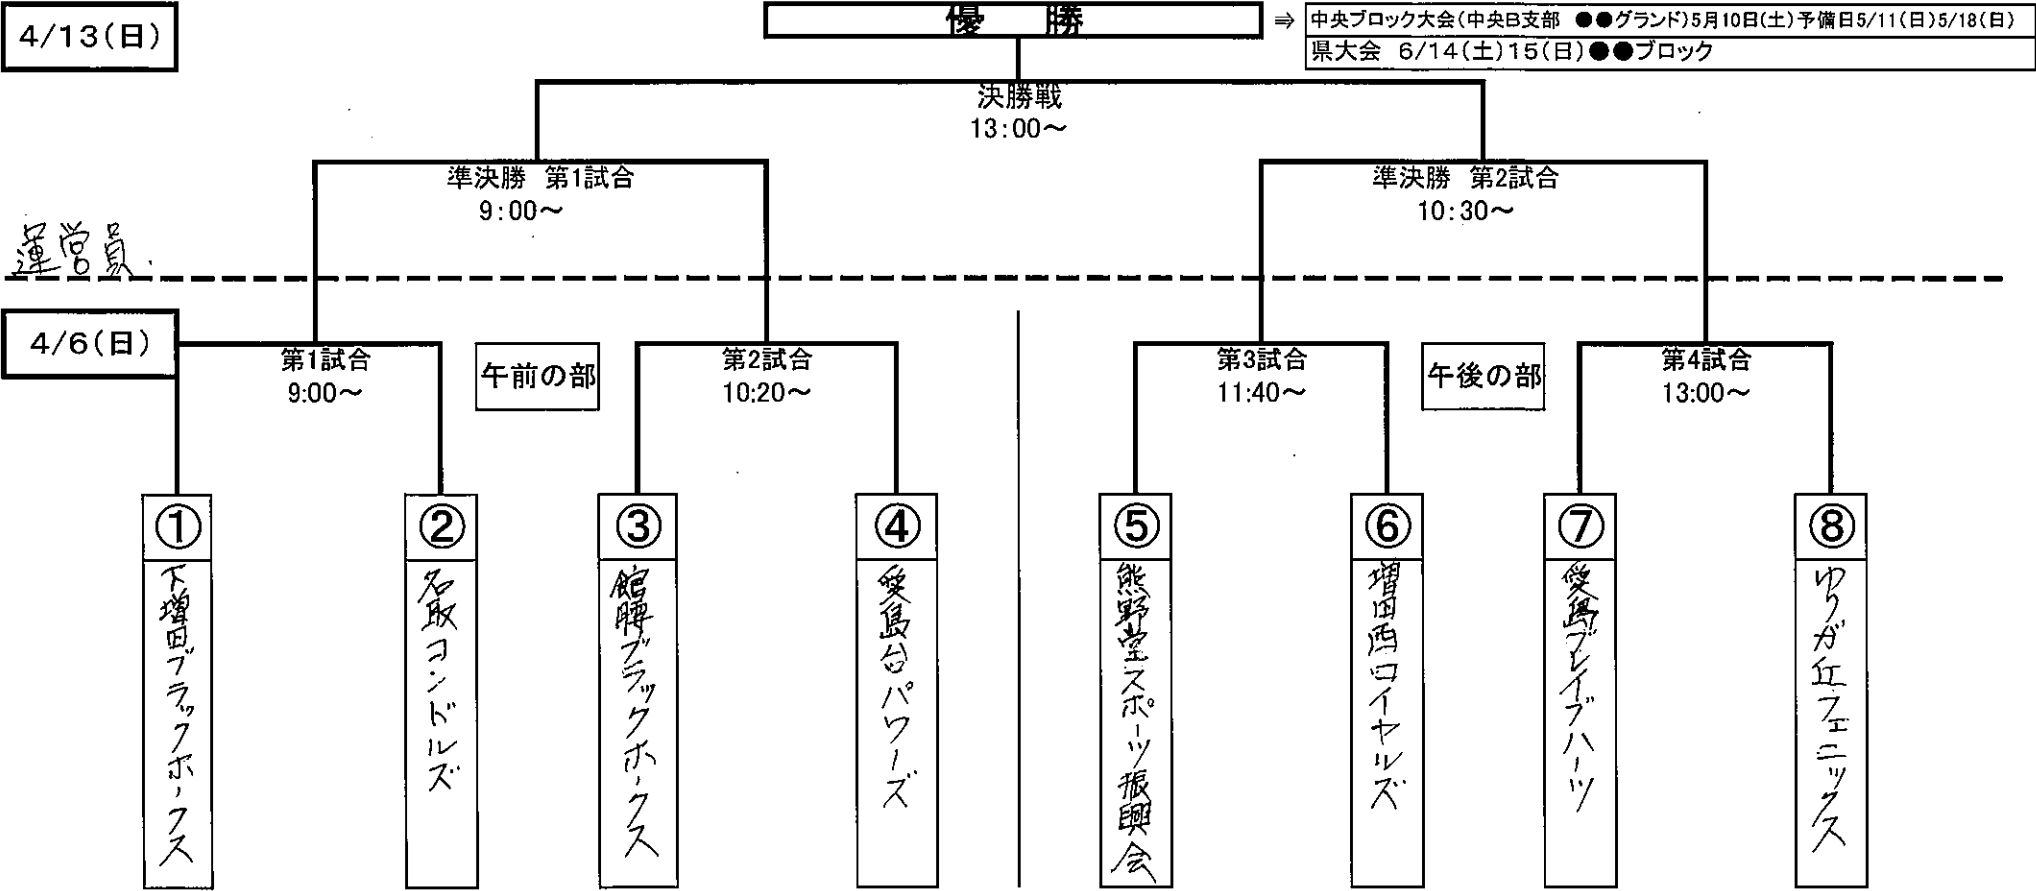 4/13(日)
優　勝
⇒
中央ブロック大会(中央B支部 ●●グランド)5月10日(土)予備日5/11(日)5/18(日)
県大会 6/14(土)15(日)●●ブロック
決勝戦
13:00～
準決勝 第1試合
9:00～
準決勝 第2試合
10:30～
運営員.
4/6(日)
第1試合
9:00～
午前の部
第2試合
10:20～
第3試合
11:40～
午後の部
第4試合
13:00～
①
下増田ブラックホークス
②
名取コンドルズ
③
館腰ブラックホークス
④
愛島台パワーズ
⑤
熊野堂スポーツ振興会
⑥
増田西ロイヤルズ
⑦
愛島ブレイブハーツ
⑧
ゆりが丘フェニックス